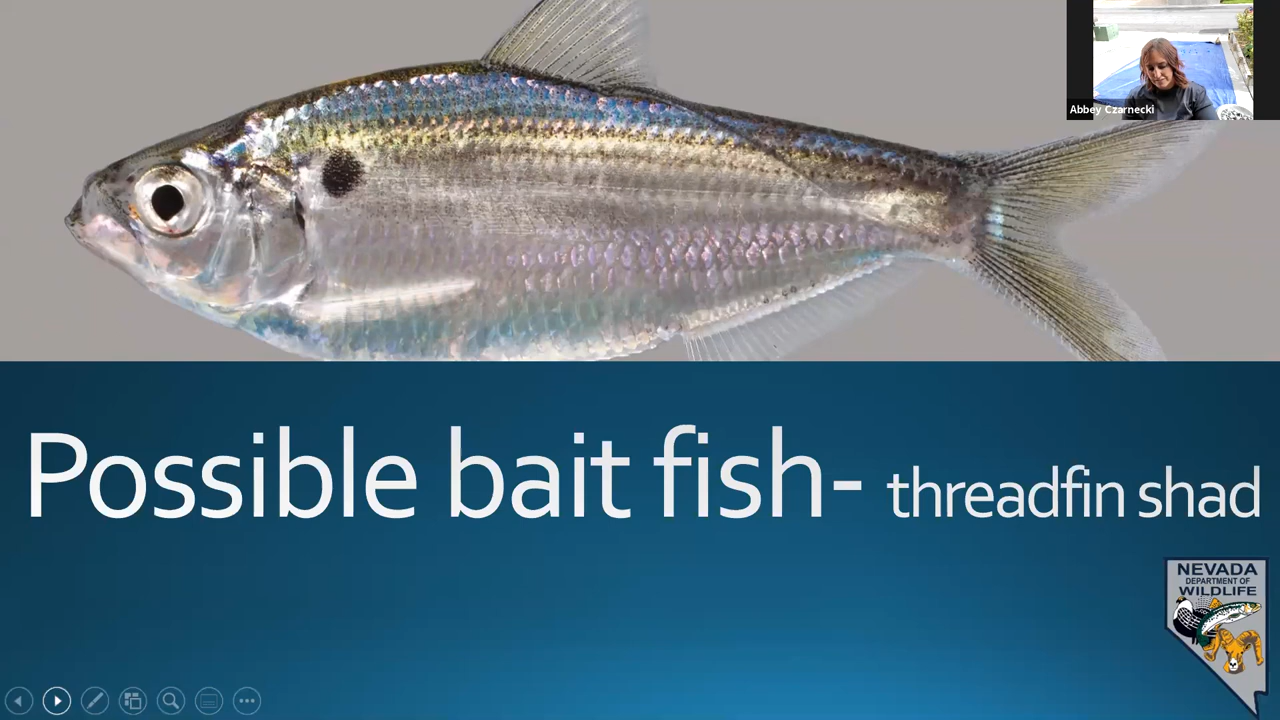 Abbey Czarnecki
Possible bait fish- threadfin shad
NEVADA
DEPARTMENT OF
WILDLIFE